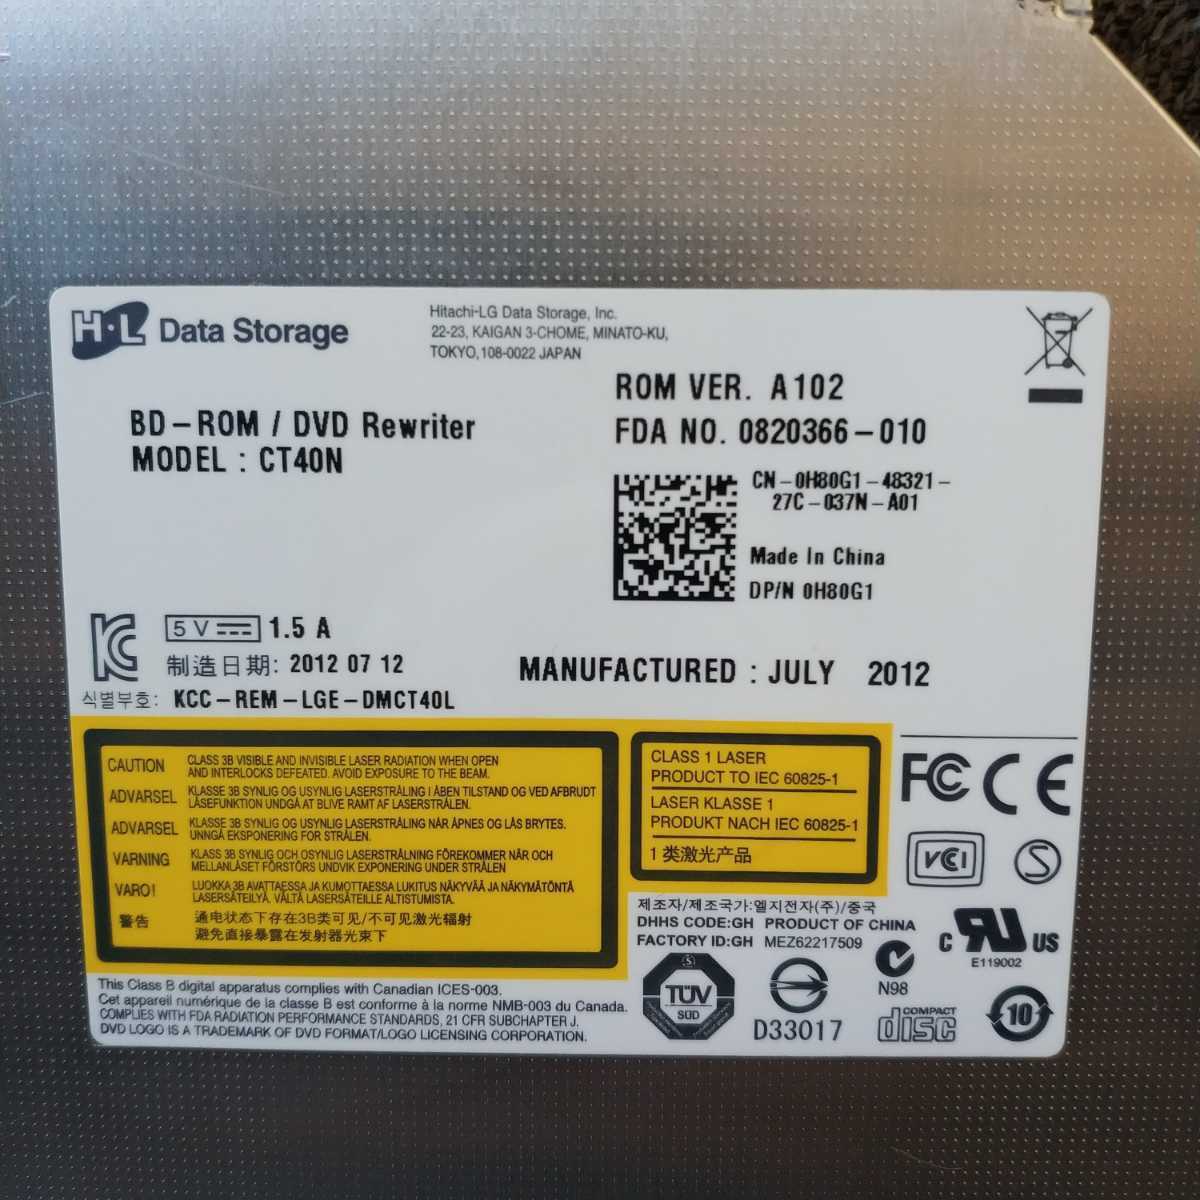 H·L Data Storage
Hitachi-LG Data Storage, Inc.
22-23, KAIGAN 3-CHOME, MINATO-KU,
TOKYO,108-0022 JAPAN
BD-ROM / DVD Rewriter
MODEL : CT40N
ROM VER. A102
FDA NO. 0820366-010
CN-0H80G1-48321-
27C-037N-A01
Made In China
DP/N 0H80G1
5V 1.5 A
制造日期: 2012 07 12
MANUFACTURED : JULY 2012
식별부호: KCC-REM-LGE-DMCT40L
CAUTION CLASS 3B VISIBLE AND INVISIBLE LASER RADIATION WHEN OPEN
AND INTERLOCKS DEFEATED. AVOID EXPOSURE TO THE BEAM.
ADVARSEL KLASSE 3B SYNLIG OG USYNLIG LASERSTRÅLING I ÅBEN TILSTAND OG VED AFBRUDT
LÅSEFUNKTION UNDGÅ AT BLIVE RAMT AF LASERSTRÅLEN.
ADVARSEL KLASSE 3B SYNLIG OG USYNLIG LASERSTRÅLING NÅR ÅPNES OG LÅS BRYTES.
UNNGÅ EKSPONERING FOR STRÅLEN.
VARNING KLASS 3B SYNLIG OCH OSYNLIG LASERSTRÅLNING FÖREKOMMER NÄR OCH
MELLANLÅSET FÖRSTÖRS UNDVIK EXPONERING UNDER STRÅLEN
VARO! LUOKKA 3B AVATTAESSA JA KUMOTTAESSA LUKITUS NÄKYVÄÄ JA NÄKYMÄTÖNTÄ
LASERSÄTEILYÄ. VÄLTÄ LASERSÄTEILLE ALTISTUMISTA.
警告 通电状态下存在3B类可见/不可见激光辐射
避免直接暴露在发射器光束下
CLASS 1 LASER
PRODUCT TO IEC 60825-1
LASER KLASSE 1
PRODUKT NACH IEC 60825-1
1 类激光产品
FC CE
VCI S
제조자/제조국가:엘지전자(주)/중국
DHHS CODE:GH PRODUCT OF CHINA
FACTORY ID:GH MEZ62217509
N98
C RU US
E119002
TÜV
SÜD
D33017
COMPACT
disc
10
This Class B digital apparatus complies with Canadian ICES-003.
Cet appareil numérique de la classe B est conforme à la norme NMB-003 du Canada.
COMPLIES WITH FDA RADIATION PERFORMANCE STANDARDS, 21 CFR SUBCHAPTER J.
DVD LOGO IS A TRADEMARK OF DVD FORMAT/LOGO LICENSING CORPORATION.